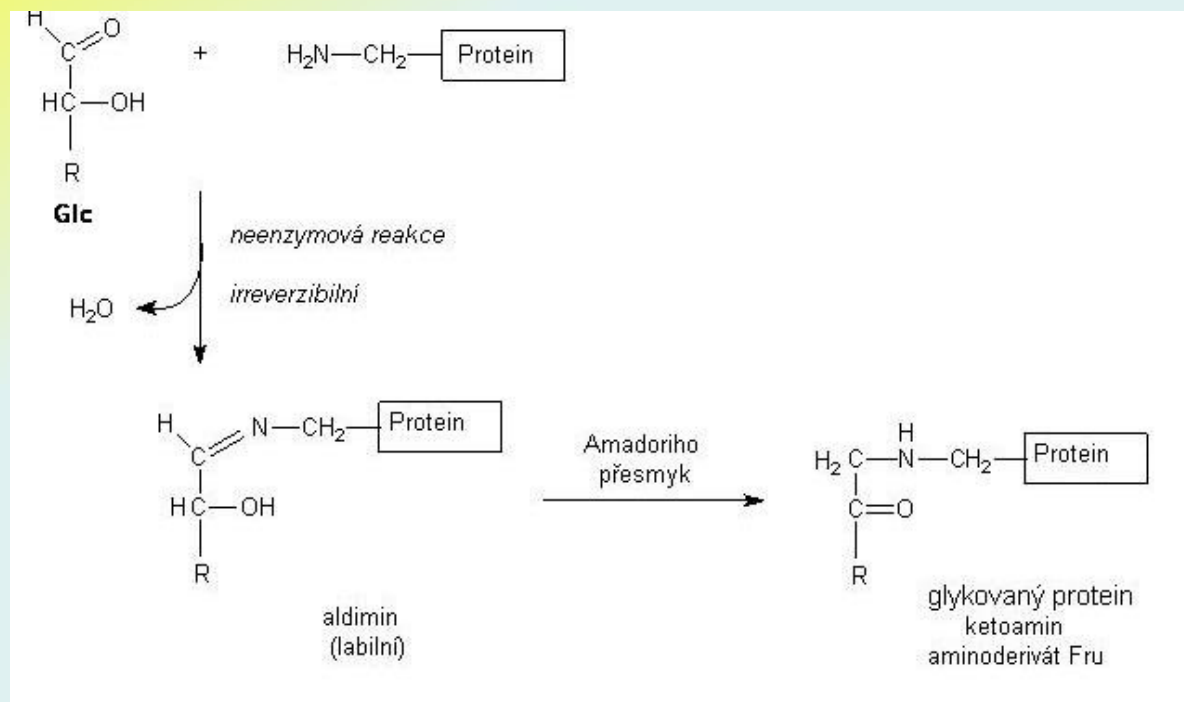 H
C=O
+
H2N—CH2—Protein
HC—OH
R
Glc
neenzymová reakce
irreverzibilní
H2O
H
C=N—CH2—Protein
HC—OH
R
aldimin
(labilní)
Amadoriho
přesmyk
H
H2C—N—CH2—Protein
C=O
R
glykovaný protein
ketoamin
aminoderivát Fru